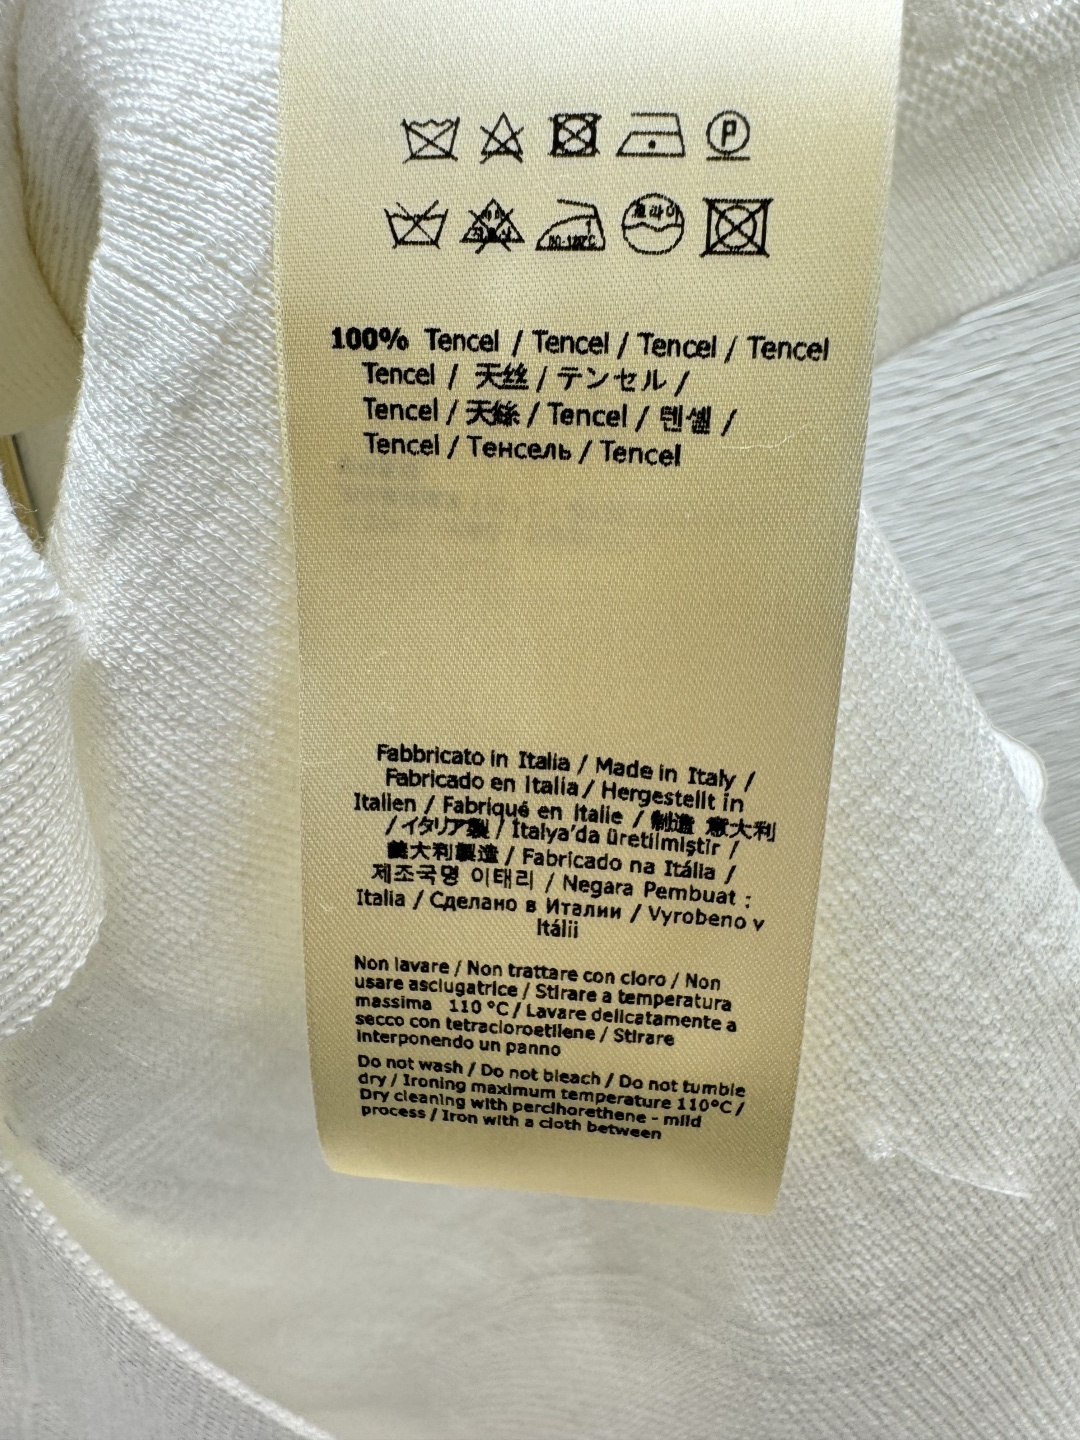 P
드라이
80-120°C
100% Tencel / Tencel / Tencel / Tencel
Tencel / 天丝 / テンセル /
Tencel / 天絲 / Tencel / 텐셀 /
Tencel / Тенсель / Tencel
Fabbricato in Italia / Made in Italy /
Fabricado en Italia / Hergestellt in
Italien / Fabriqué en Italie / 制造 意大利
/ イタリア製 / İtalya'da üretilmiştir /
義大利製造 / Fabricado na Itália /
제조국명 이태리 / Negara Pembuat :
Italia / Сделано в Италии / Vyrobeno v
Itálii
Non lavare / Non trattare con cloro / Non
usare asciugatrice / Stirare a temperatura
massima 110 °C / Lavare delicatamente a
secco con tetracloroetilene / Stirare
interponendo un panno
Do not wash / Do not bleach / Do not tumble
dry / Ironing maximum temperature 110°C /
Dry cleaning with perclhorethene - mild
process / Iron with a cloth between